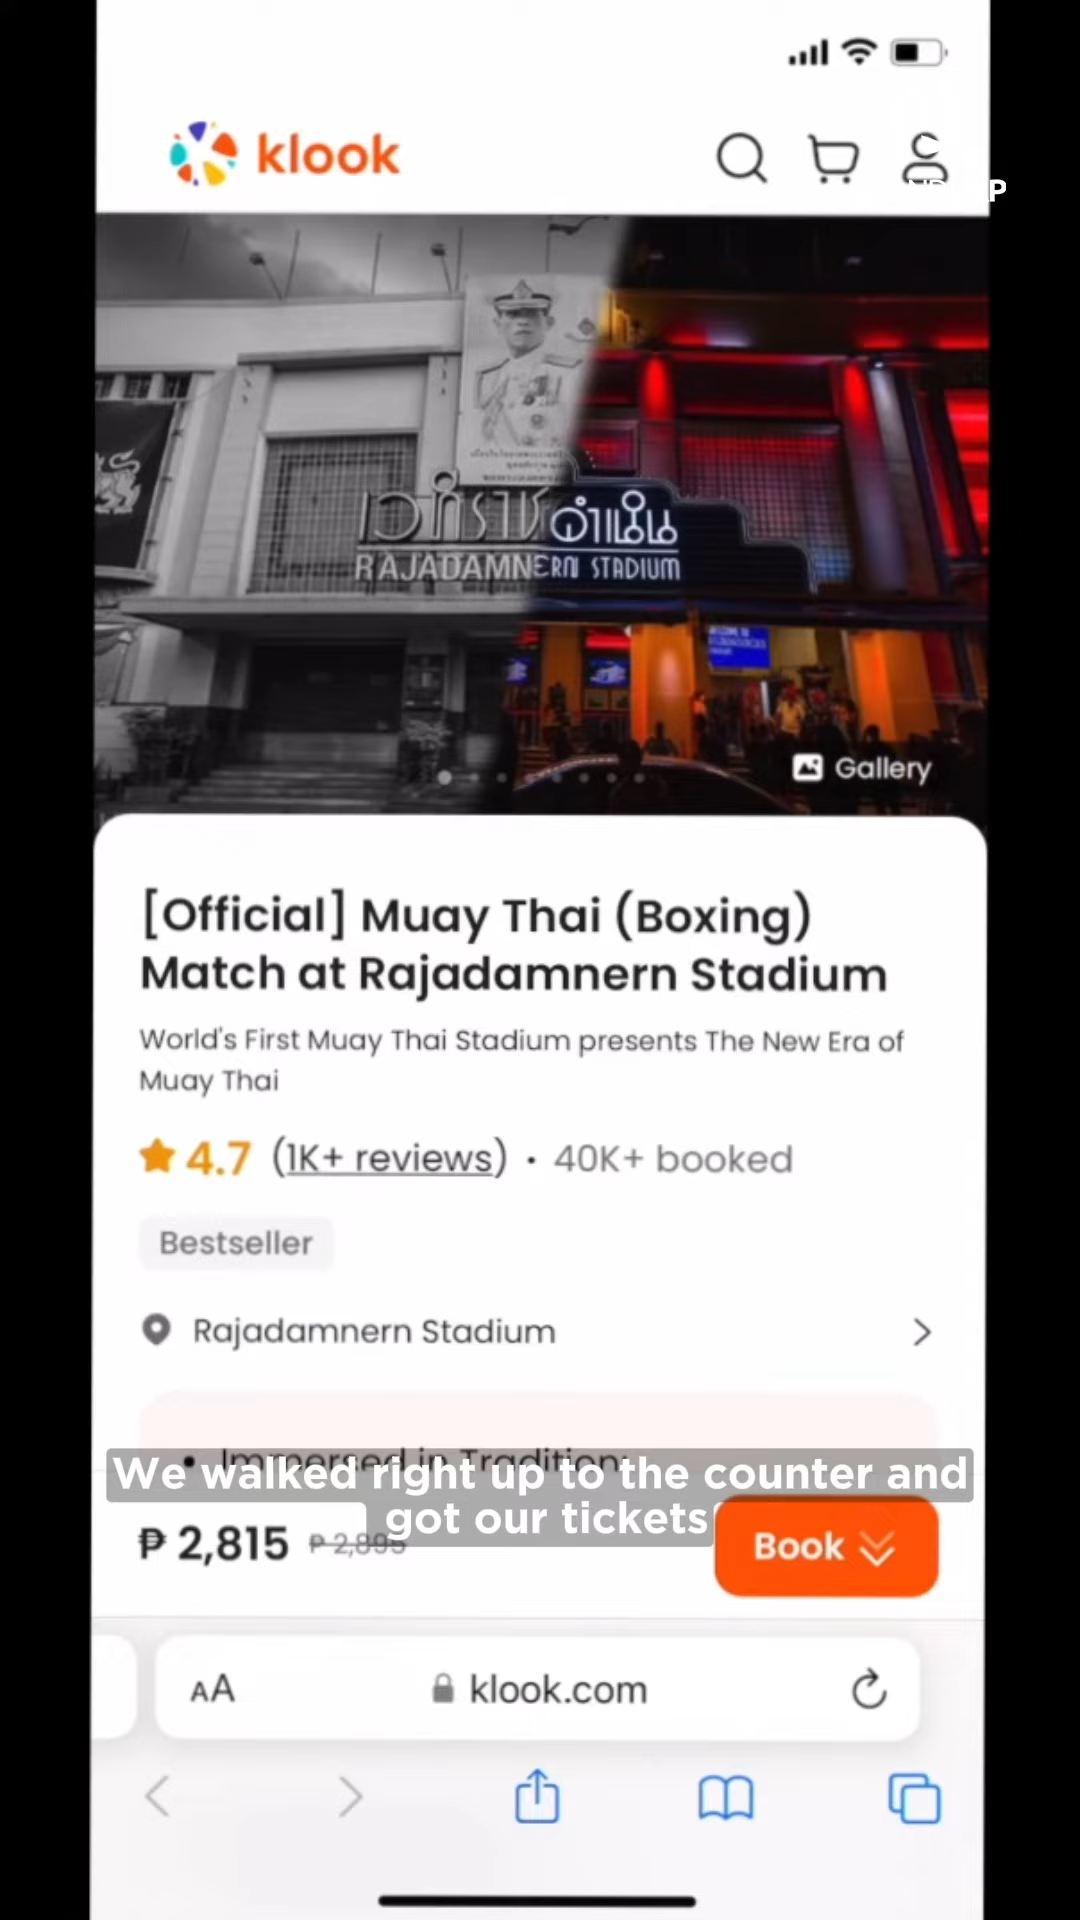 klook
เวทีราชดำเนิน
RAJADAMNERN STADIUM
Gallery
[Official] Muay Thai (Boxing)
Match at Rajadamnern Stadium
World's First Muay Thai Stadium presents The New Era of
Muay Thai
4.7 (1K+ reviews) • 40K+ booked
Bestseller
Rajadamnern Stadium
• Immersed in Tradition:
We walked right up to the counter and
got our tickets
₱ 2,815 ₱ 2,895
Book
AA klook.com